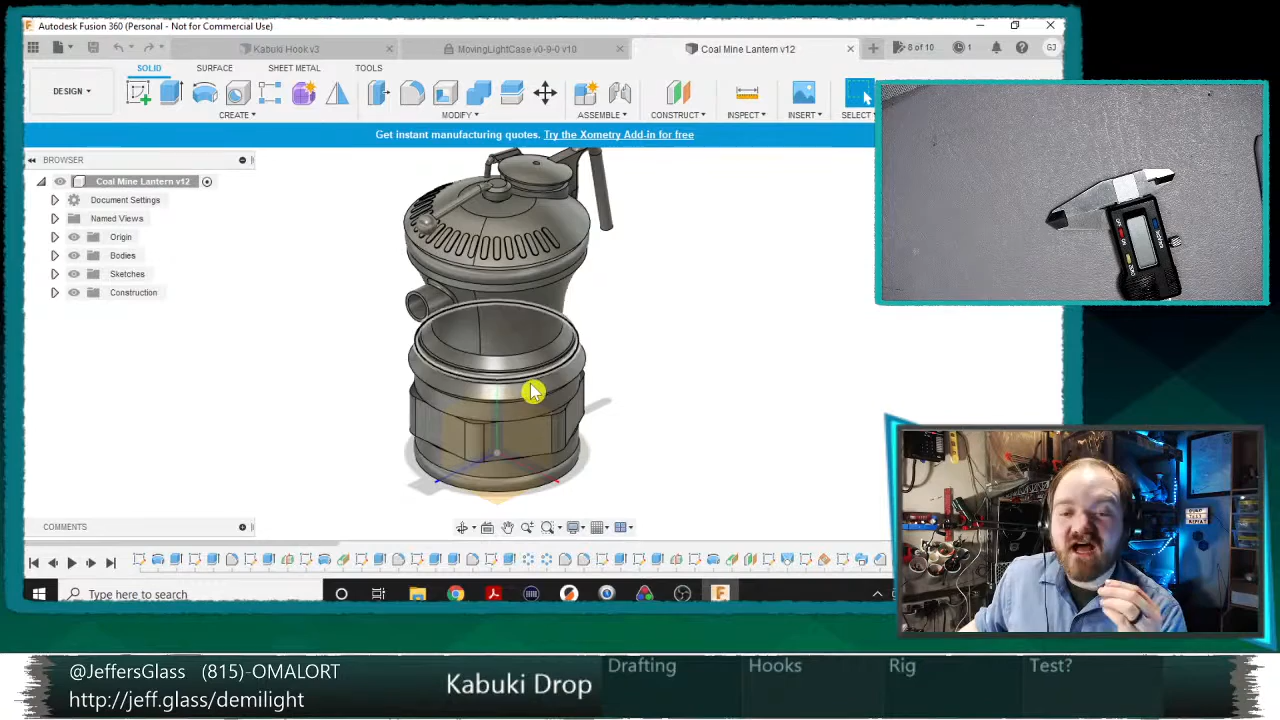 Autodesk Fusion 360 (Personal - Not for Commercial Use)
Kabuki Hook v3
MovingLightCase v0-9-0 v10
Coal Mine Lantern v12
8 of 10
1
GJ
SOLID
SURFACE
SHEET METAL
TOOLS
DESIGN
CREATE
MODIFY
ASSEMBLE
CONSTRUCT
INSPECT
INSERT
SELECT
Get instant manufacturing quotes. Try the Xometry Add-in for free
BROWSER
Coal Mine Lantern v12
Document Settings
Named Views
Origin
Bodies
Sketches
Construction
COMMENTS
Type here to search
@JeffersGlass (815)-OMALORT
http://jeff.glass/demilight
Kabuki Drop
Drafting
Hooks
Rig
Test?